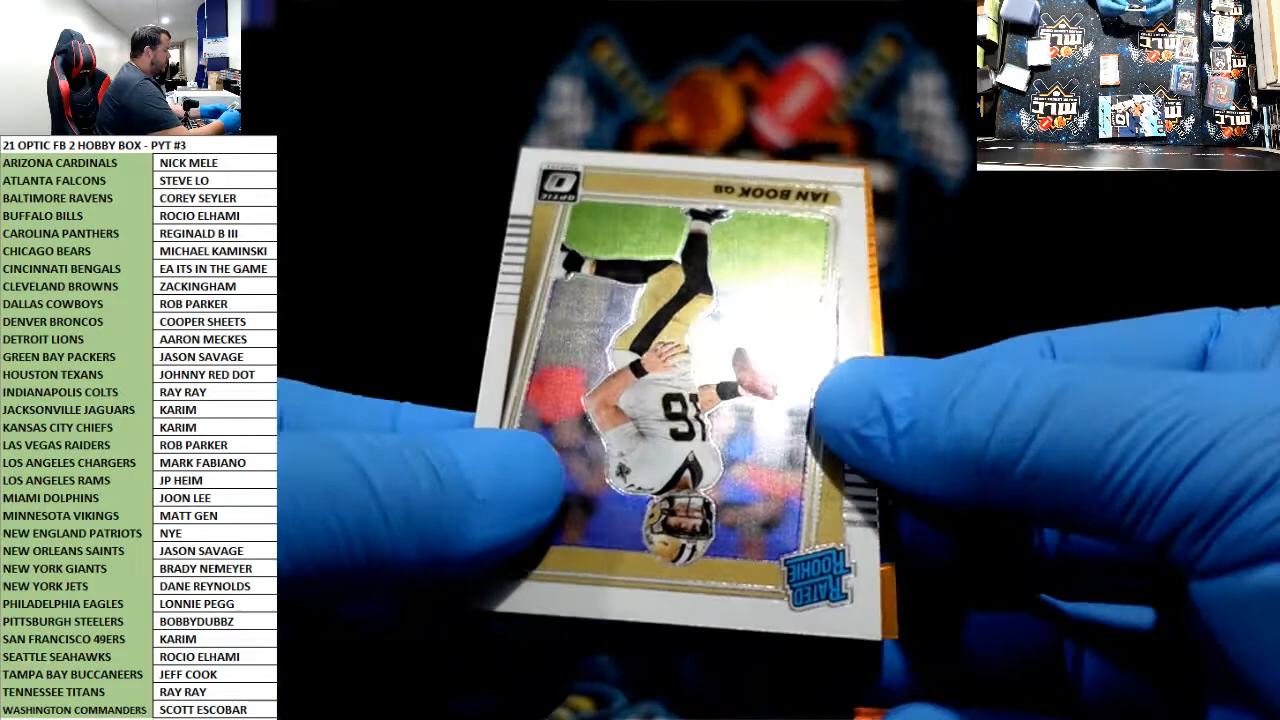 21 OPTIC FB 2 HOBBY BOX - PYT #3
ARIZONA CARDINALS NICK MELE
ATLANTA FALCONS STEVE LO
BALTIMORE RAVENS COREY SEYLER
BUFFALO BILLS ROCIO ELHAMI
CAROLINA PANTHERS REGINALD B III
CHICAGO BEARS MICHAEL KAMINSKI
CINCINNATI BENGALS EA ITS IN THE GAME
CLEVELAND BROWNS ZACKINGHAM
DALLAS COWBOYS ROB PARKER
DENVER BRONCOS COOPER SHEETS
DETROIT LIONS AARON MECKES
GREEN BAY PACKERS JASON SAVAGE
HOUSTON TEXANS JOHNNY RED DOT
INDIANAPOLIS COLTS RAY RAY
JACKSONVILLE JAGUARS KARIM
KANSAS CITY CHIEFS KARIM
LAS VEGAS RAIDERS ROB PARKER
LOS ANGELES CHARGERS MARK FABIANO
LOS ANGELES RAMS JP HEIM
MIAMI DOLPHINS JOON LEE
MINNESOTA VIKINGS MATT GEN
NEW ENGLAND PATRIOTS NYE
NEW ORLEANS SAINTS JASON SAVAGE
NEW YORK GIANTS BRADY NEMEYER
NEW YORK JETS DANE REYNOLDS
PHILADELPHIA EAGLES LONNIE PEGG
PITTSBURGH STEELERS BOBBYDUBBZ
SAN FRANCISCO 49ERS KARIM
SEATTLE SEAHAWKS ROCIO ELHAMI
TAMPA BAY BUCCANEERS JEFF COOK
TENNESSEE TITANS RAY RAY
WASHINGTON COMMANDERS SCOTT ESCOBAR
RATED
ROOKIE
16
IAN BOOK QB
OPTIC